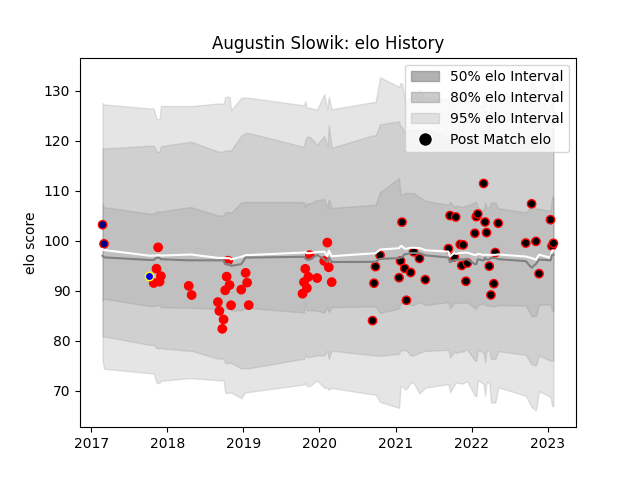 Augustin Slowik: elo History
50% elo Interval
80% elo Interval
95% elo Interval
Post Match elo
elo score
130
120
110
100
90
80
70
2017
2018
2019
2020
2021
2022
2023